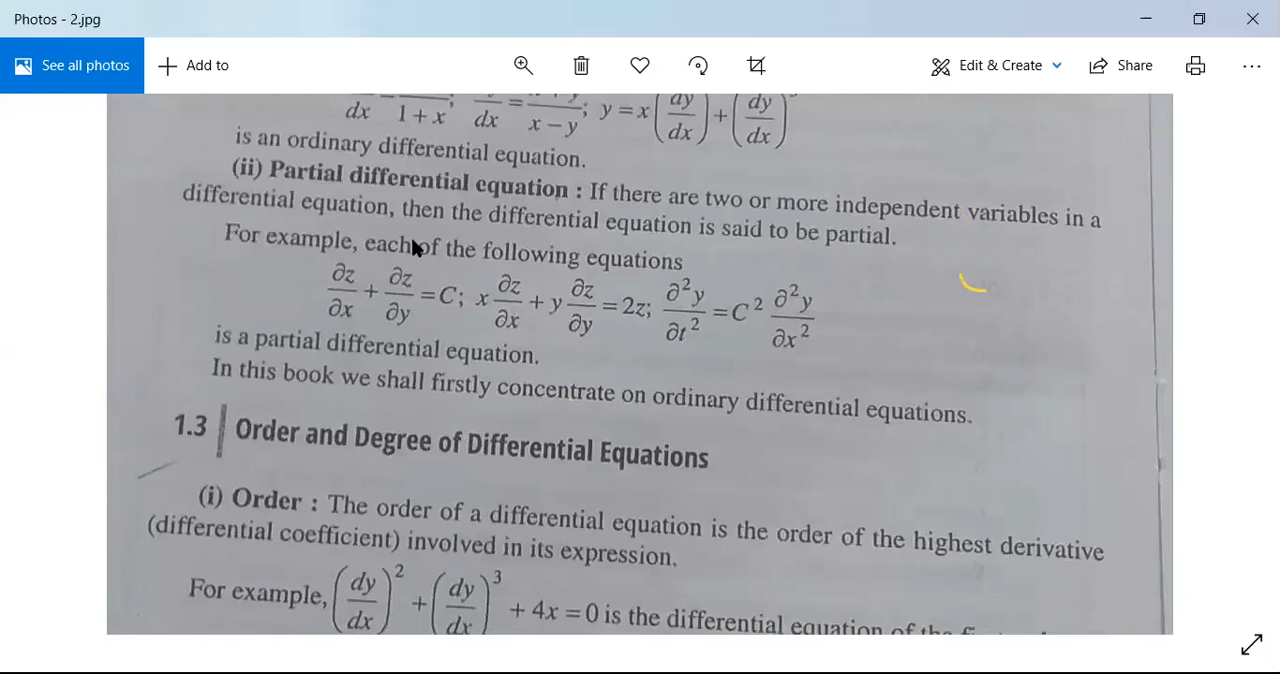 Photos - 2.jpg
See all photos
Add to
Edit & Create
Share
dx 1 + x ; dx = x − y ; y = x (dy/dx) + (dy/dx)
is an ordinary differential equation.
(ii) Partial differential equation : If there are two or more independent variables in a
differential equation, then the differential equation is said to be partial.
For example, each of the following equations
∂z/∂x + ∂z/∂y = C; x ∂z/∂x + y ∂z/∂y = 2z; ∂²y/∂t² = C² ∂²y/∂x²
is a partial differential equation.
In this book we shall firstly concentrate on ordinary differential equations.
1.3 Order and Degree of Differential Equations
(i) Order : The order of a differential equation is the order of the highest derivative
(differential coefficient) involved in its expression.
For example, (dy/dx)² + (dy/dx)³ + 4x = 0 is the differential equation of the